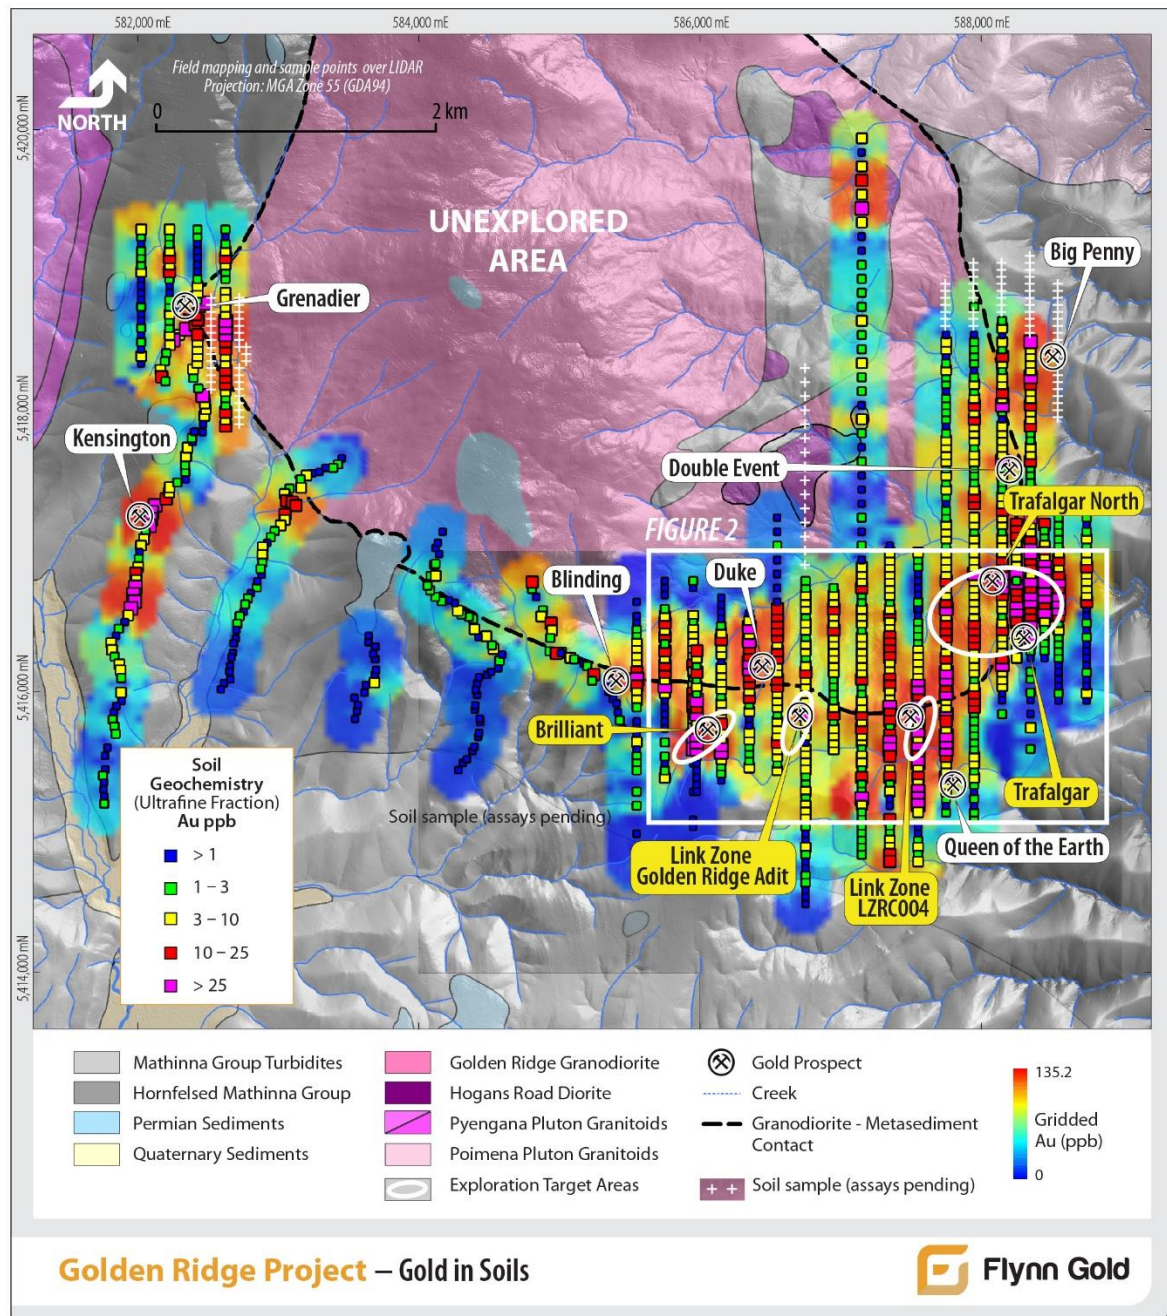 582,000 mE
584,000 mE
586,000 mE
588,000 mE
Field mapping and sample points over LIDAR
Projection: MGA Zone 55 (GDA94)
NORTH
0
2 km
5,420,000 mN
UNEXPLORED
AREA
Big Penny
Grenadier
5,418,000 mN
Kensington
Double Event
Trafalgar North
FIGURE 2
Blinding
Duke
5,416,000 mN
Brilliant
Trafalgar
Soil sample (assays pending)
Queen of the Earth
Link Zone
Golden Ridge Adit
Link Zone
LZRC004
5,414,000 mN
Soil
Geochemistry
(Ultrafine Fraction)
Au ppb
> 1
1 – 3
3 – 10
10 – 25
> 25
Mathinna Group Turbidites
Hornfelsed Mathinna Group
Permian Sediments
Quaternary Sediments
Golden Ridge Granodiorite
Hogans Road Diorite
Pyengana Pluton Granitoids
Poimena Pluton Granitoids
Exploration Target Areas
Gold Prospect
Creek
Granodiorite - Metasediment
Contact
Soil sample (assays pending)
135.2
Gridded
Au (ppb)
0
Golden Ridge Project – Gold in Soils
Flynn Gold